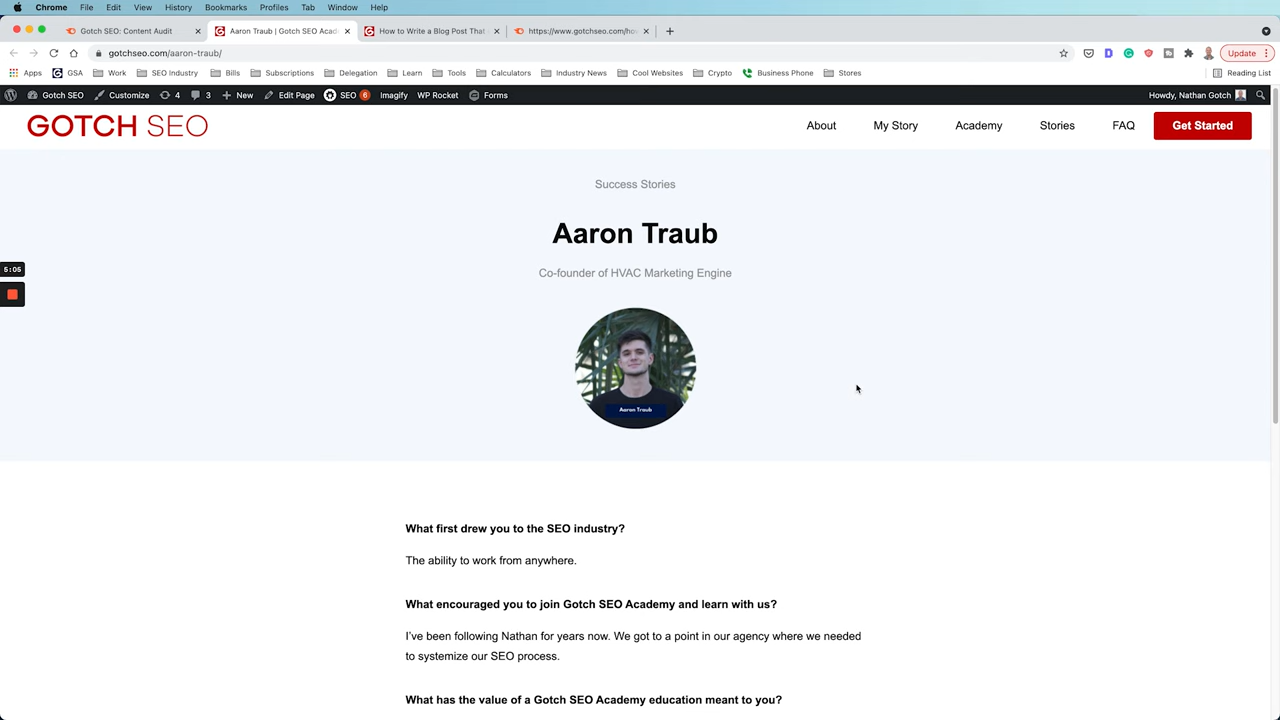 Chrome File Edit View History Bookmarks Profiles Tab Window Help
Gotch SEO: Content Audit Aaron Traub | Gotch SEO Aca How to Write a Blog Post That https://www.gotchseo.com/ho
gotchseo.com/aaron-traub/ Update
Apps GSA Work SEO Industry Bills Subscriptions Delegation Learn Tools Calculators Industry News Cool Websites Crypto Business Phone Stores Reading List
Gotch SEO Customize 4 3 New Edit Page SEO 6 Imagify WP Rocket Forms Howdy, Nathan Gotch
GOTCH SEO About My Story Academy Stories FAQ Get Started
Success Stories
Aaron Traub
5:05
Co-founder of HVAC Marketing Engine
Aaron Traub
What first drew you to the SEO industry?
The ability to work from anywhere.
What encouraged you to join Gotch SEO Academy and learn with us?
I've been following Nathan for years now. We got to a point in our agency where we needed
to systemize our SEO process.
What has the value of a Gotch SEO Academy education meant to you?